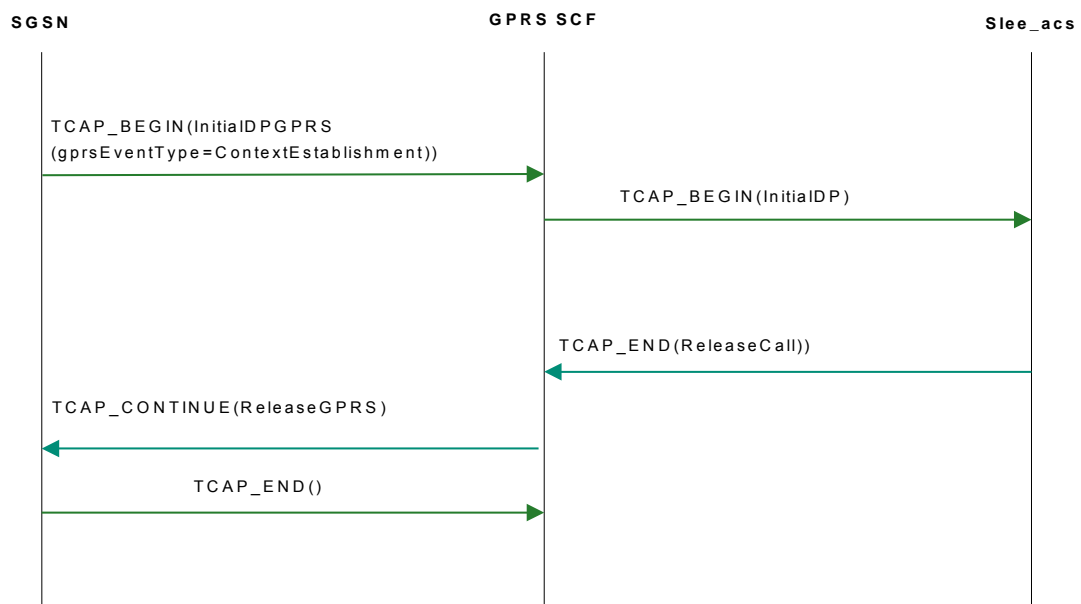 SGSN
GPRS SCF
Slee_acs
TCAP_BEGIN(InitialDPGPRS
(gprsEventType=ContextEstablishment))
TCAP_BEGIN(InitialDP)
TCAP_END(ReleaseCall))
TCAP_CONTINUE(ReleaseGPRS)
TCAP_END()